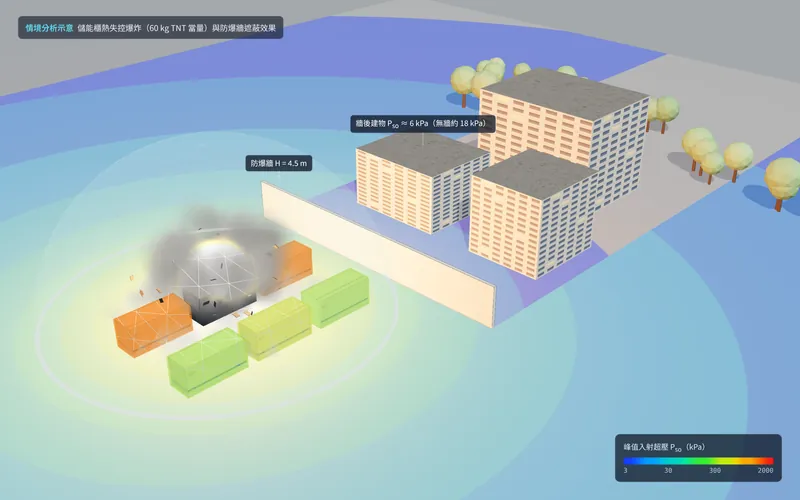 情境分析示意 儲能櫃熱失控爆炸（60 kg TNT 當量）與防爆牆遮蔽效果
牆後建物 Pso ≈ 6 kPa（無牆約 18 kPa）
防爆牆 H = 4.5 m
峰值入射超壓 Pso（kPa）
3 30 300 2000